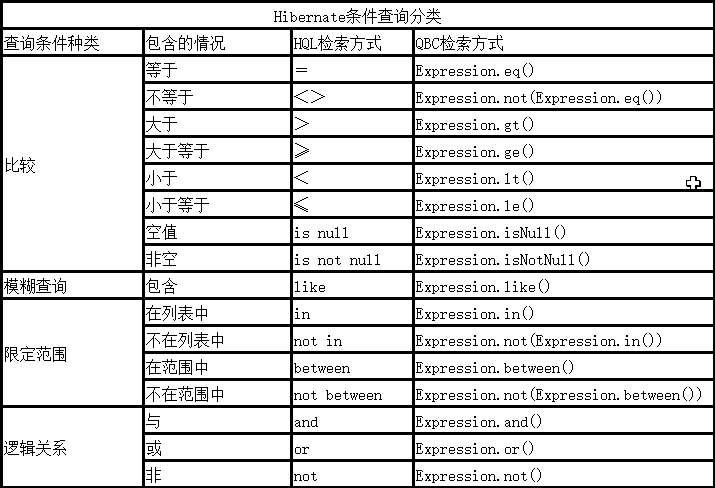 Hibernate条件查询分类
查询条件种类 包含的情况 HQL检索方式 QBC检索方式
比较 等于 = Expression.eq()
不等于 <> Expression.not(Expression.eq())
大于 > Expression.gt()
大于等于 ≥ Expression.ge()
小于 < Expression.lt()
小于等于 ≤ Expression.le()
空值 is null Expression.isNull()
非空 is not null Expression.isNotNull()
模糊查询 包含 like Expression.like()
限定范围 在列表中 in Expression.in()
不在列表中 not in Expression.not(Expression.in())
在范围中 between Expression.between()
不在范围中 not between Expression.not(Expression.between())
逻辑关系 与 and Expression.and()
或 or Expression.or()
非 not Expression.not()